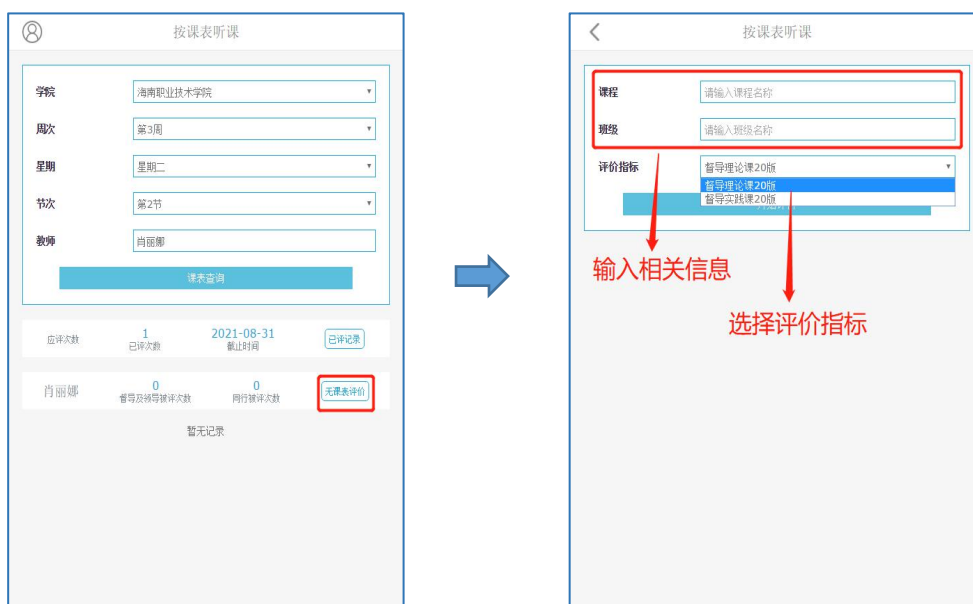 按课表听课
学院 海南职业技术学院
周次 第3周
星期 星期二
节次 第2节
教师 肖丽娜
课表查询
应评次数 1 已评次数 2021-08-31 截止时间 已评记录
肖丽娜 0 督导及领导被评次数 0 同行被评次数 无课表评价
暂无记录
按课表听课
课程 请输入课程名称
班级 请输入班级名称
评价指标 督导理论课20版
督导理论课20版
督导实践课20版
输入相关信息
选择评价指标